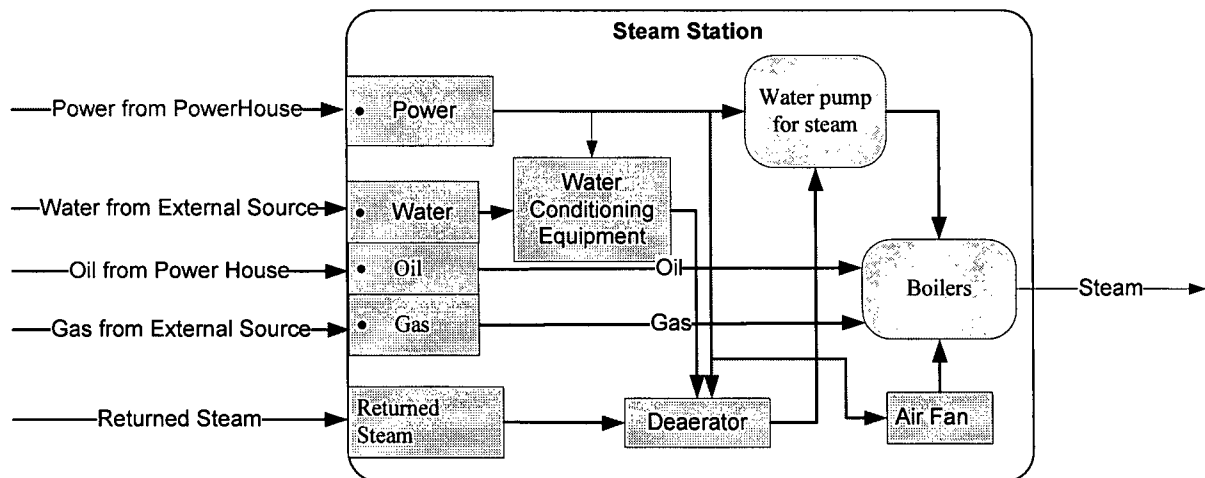 Steam Station
Power from PowerHouse
Power
Water pump
for steam
Water
Conditioning
Equipment
Water from External Source
Water
Oil from Power House
Oil
Oil
Boilers
Steam
Gas from External Source
Gas
Gas
Returned Steam
Returned
Steam
Deaerator
Air Fan